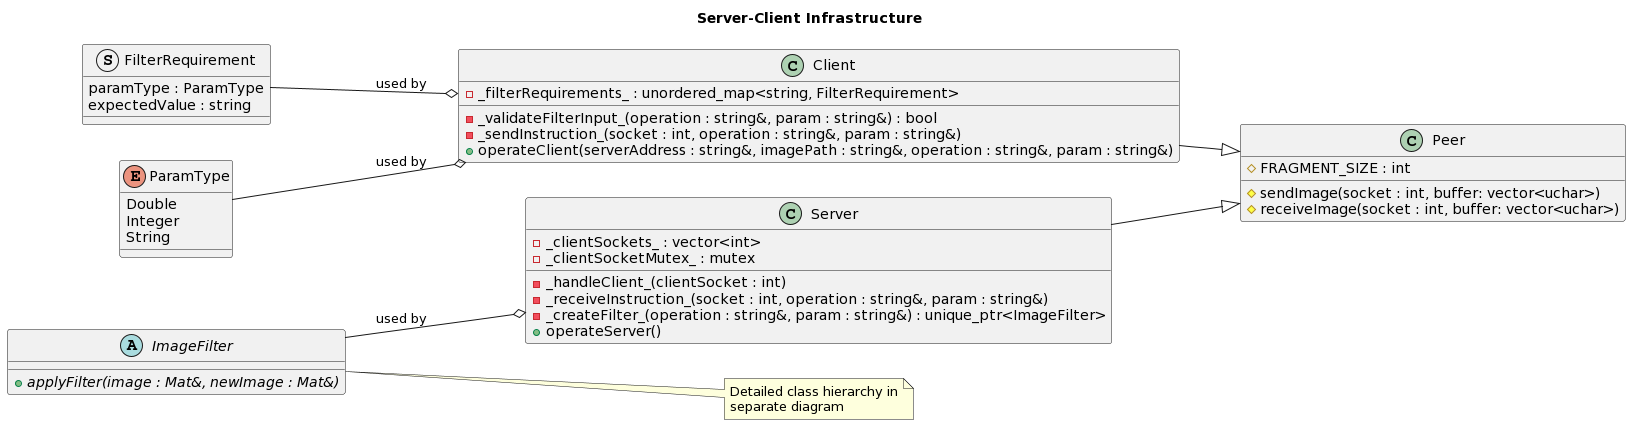 Server-Client Infrastructure
S FilterRequirement
paramType : ParamType
expectedValue : string
used by
C Client
_filterRequirements_ : unordered_map<string, FilterRequirement>
_validateFilterInput_(operation : string&, param : string&) : bool
_sendInstruction_(socket : int, operation : string&, param : string&)
operateClient(serverAddress : string&, imagePath : string&, operation : string&, param : string&)
C Peer
FRAGMENT_SIZE : int
sendImage(socket : int, buffer: vector<uchar>)
receiveImage(socket : int, buffer: vector<uchar>)
E ParamType
Double
Integer
String
used by
C Server
_clientSockets_ : vector<int>
_clientSocketMutex_ : mutex
_handleClient_(clientSocket : int)
_receiveInstruction_(socket : int, operation : string&, param : string&)
_createFilter_(operation : string&, param : string&) : unique_ptr<ImageFilter>
operateServer()
used by
A ImageFilter
applyFilter(image : Mat&, newImage : Mat&)
Detailed class hierarchy in
separate diagram